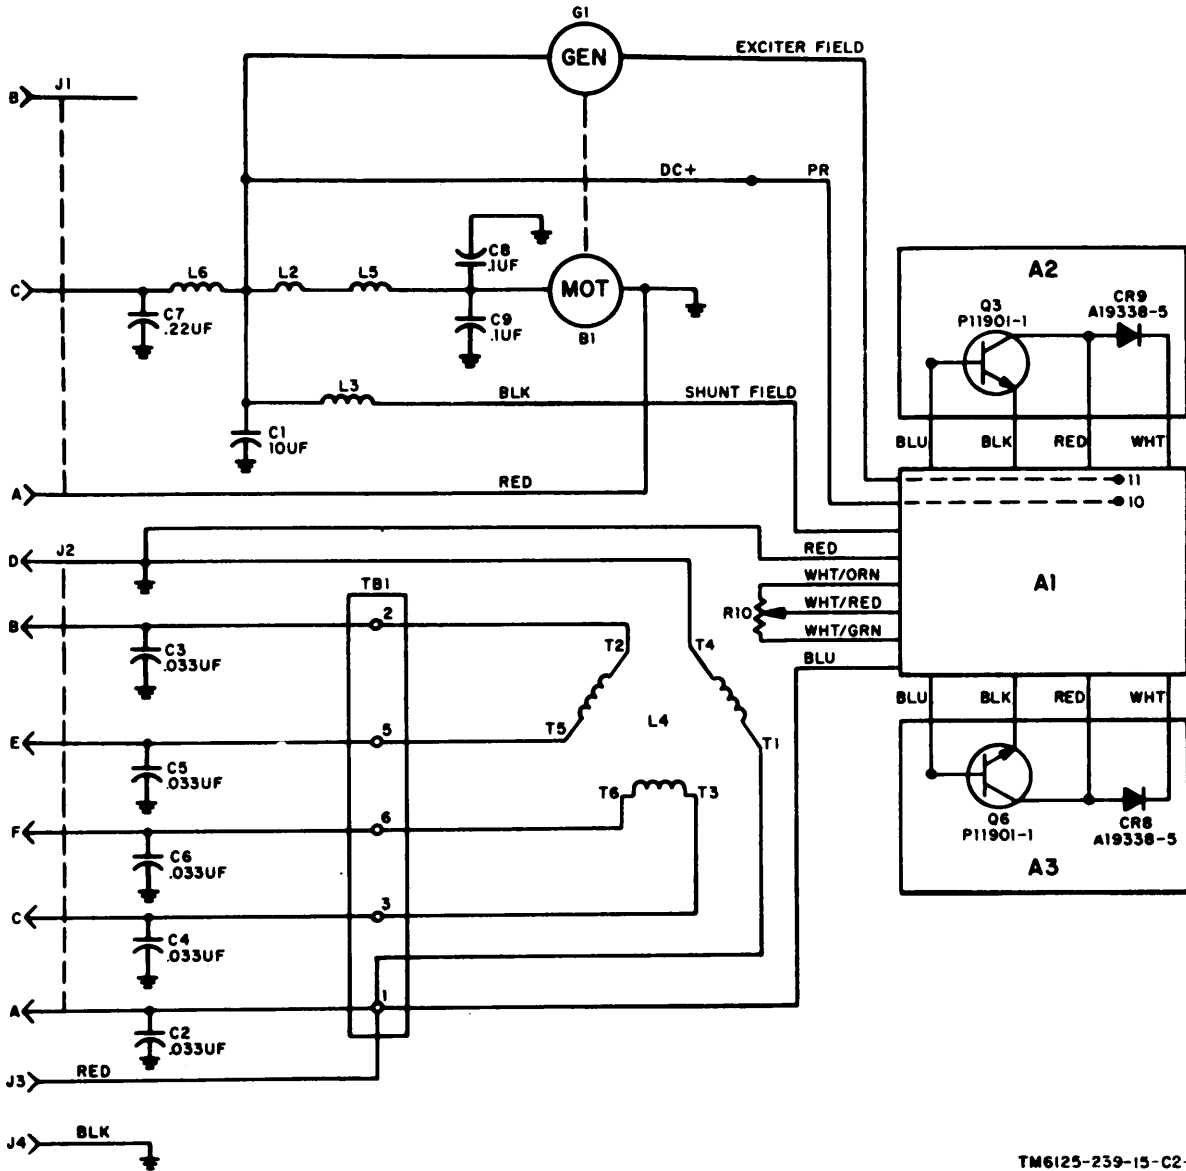 G1
GEN
EXCITER FIELD
J1
B
DC+
PR
C
L6
L2
L5
C8
.1UF
MOT
B1
C7
.22UF
C9
.1UF
A2
Q3
P11901-1
CR9
A19338-5
L3
BLK
SHUNT FIELD
C1
10UF
BLU
BLK
RED
WHT
A
RED
11
10
J2
D
RED
A1
TB1
WHT/ORN
R10
WHT/RED
WHT/GRN
BLU
B
2
C3
.033UF
T2
T4
BLU
BLK
RED
WHT
E
5
T5
L4
T1
C5
.033UF
T6
T3
Q6
P11901-1
CR8
A19338-5
A3
F
6
C6
.033UF
C
3
C4
.033UF
A
1
C2
.033UF
J3
RED
J4
BLK
TM6125-239-15-C2-